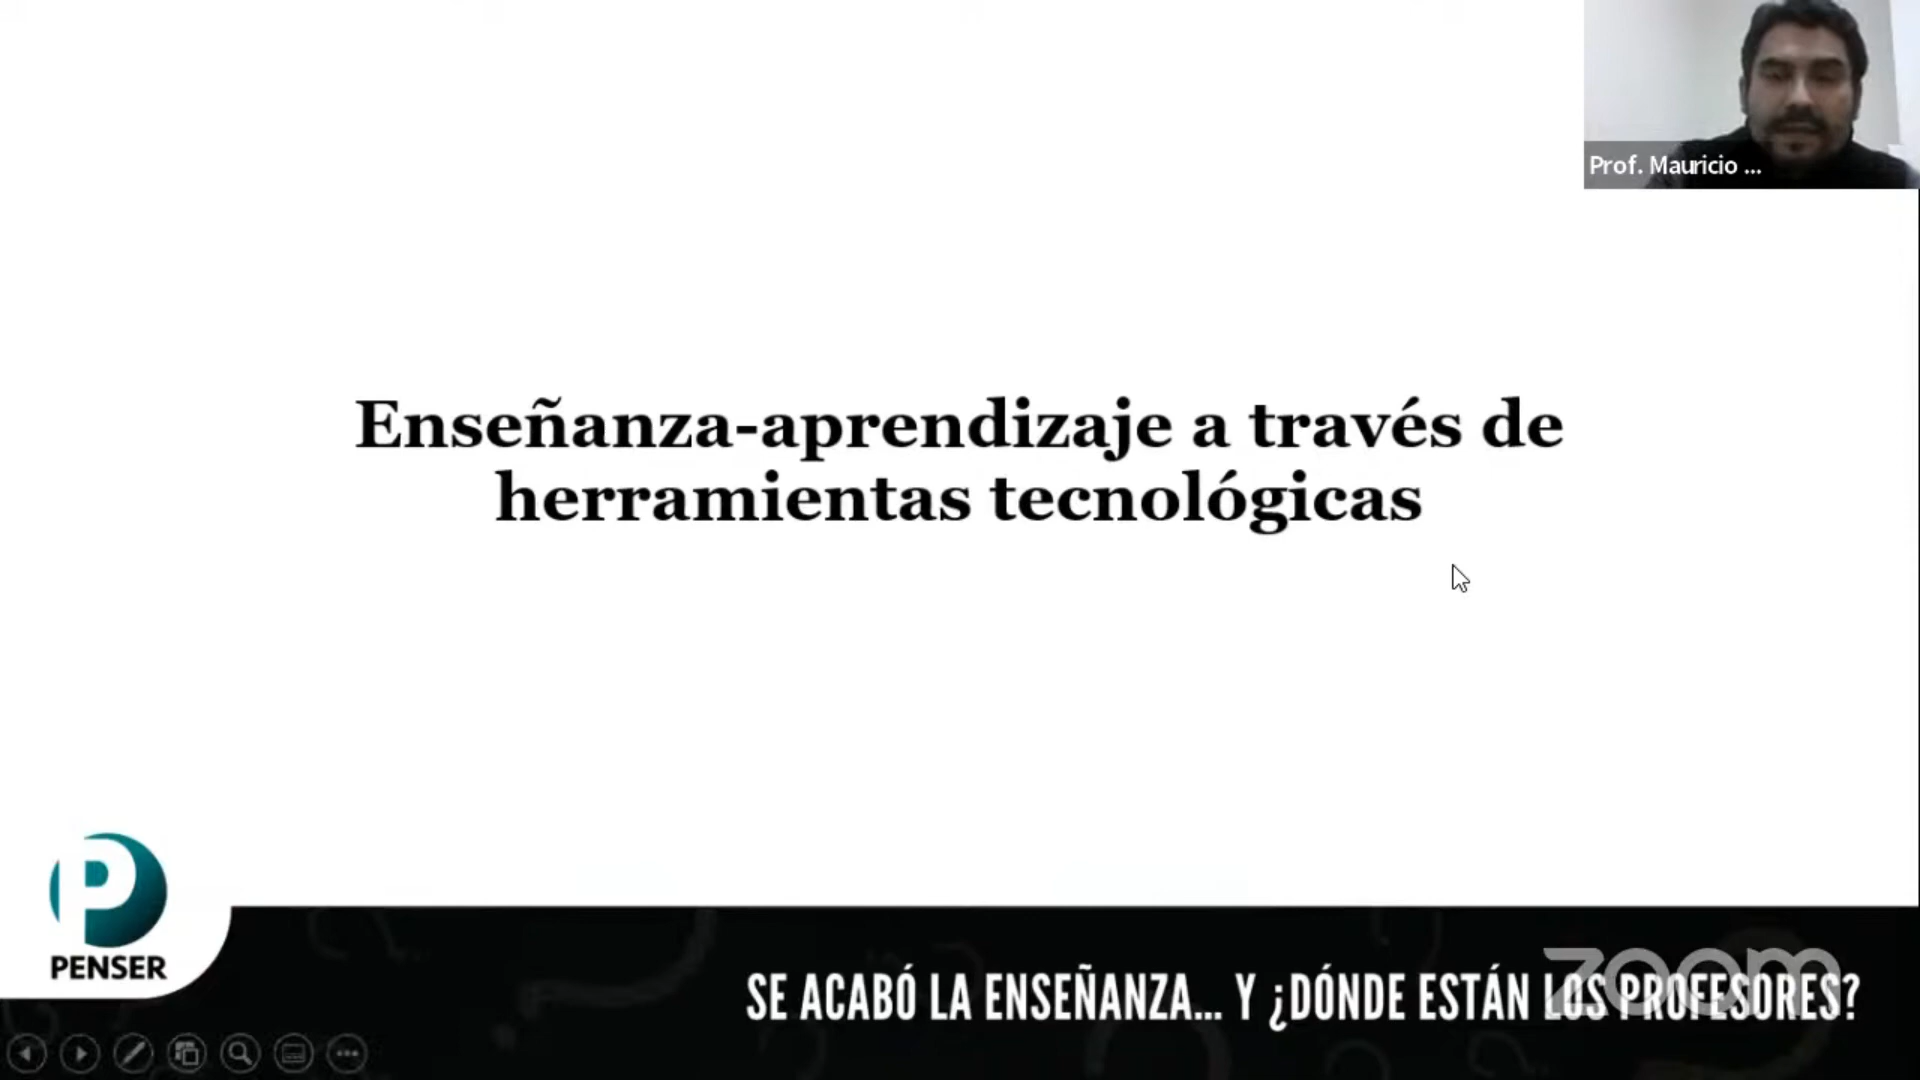 Prof. Mauricio ...
Enseñanza-aprendizaje a través de
herramientas tecnológicas
PENSER
SE ACABÓ LA ENSEÑANZA... Y ¿DÓNDE ESTÁN LOS PROFESORES?
zoom